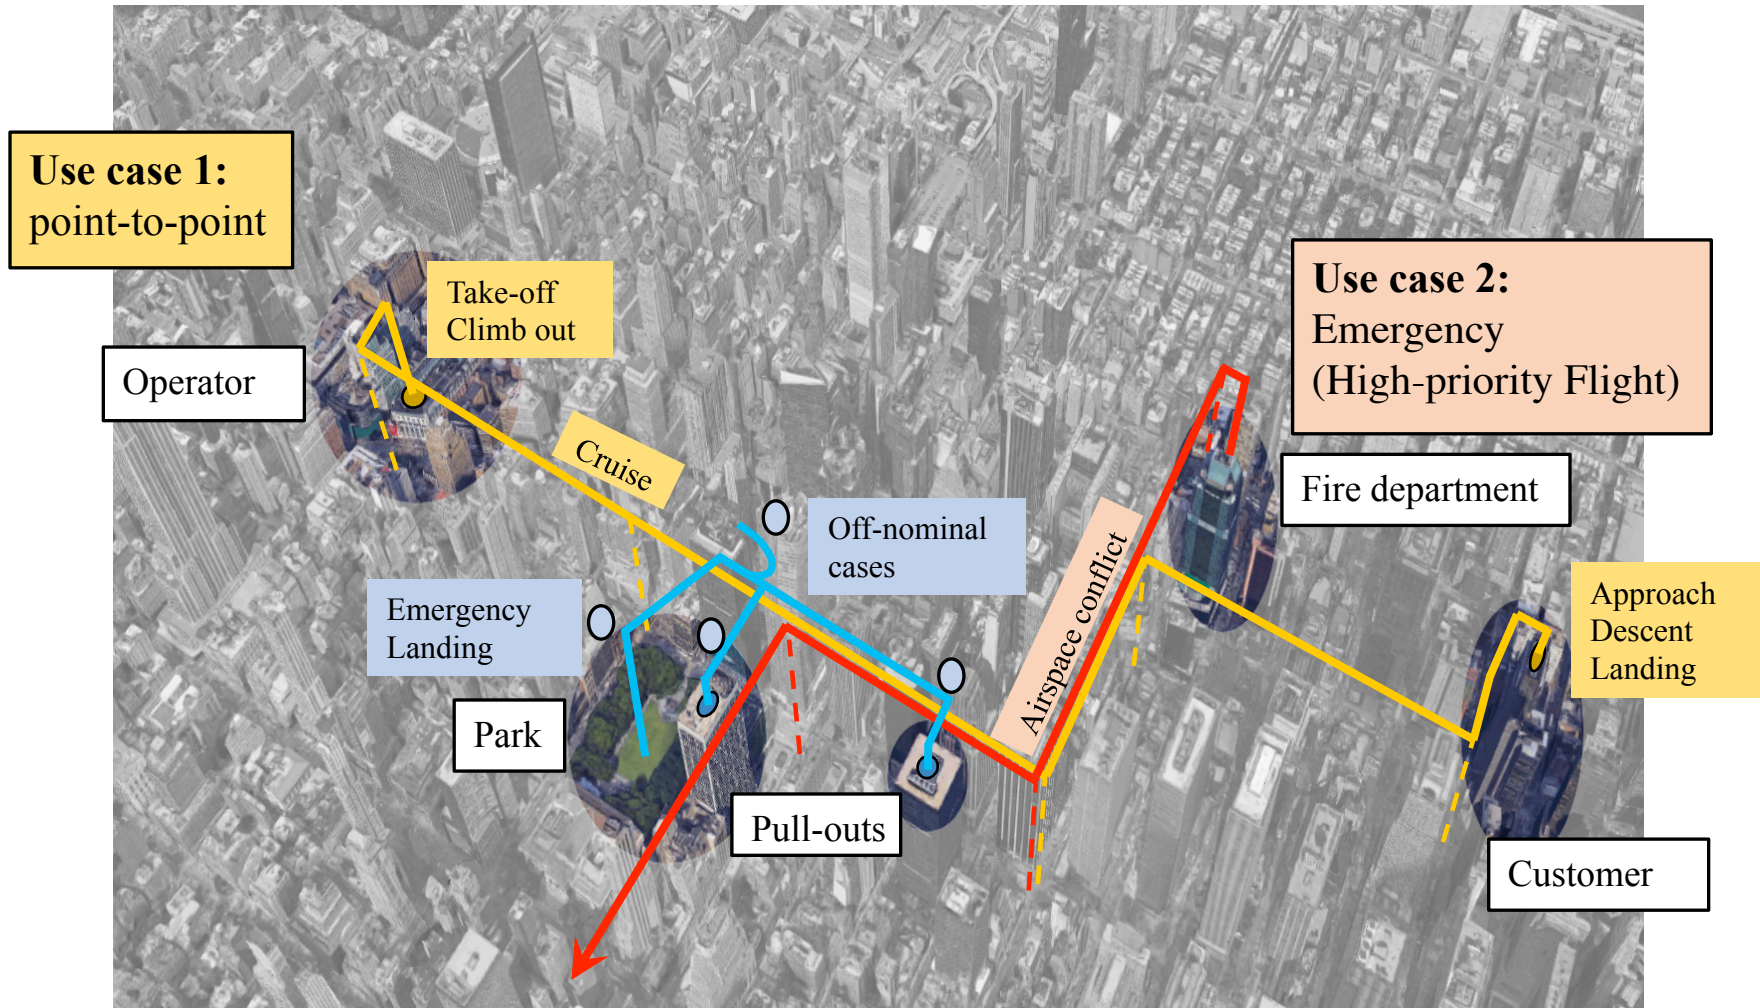 Use case 1:
point-to-point
Take-off
Climb out
Operator
Use case 2:
Emergency
(High-priority Flight)
Cruise
Fire department
Off-nominal
cases
Airspace conflict
Emergency
Landing
Approach
Descent
Landing
Park
Pull-outs
Customer